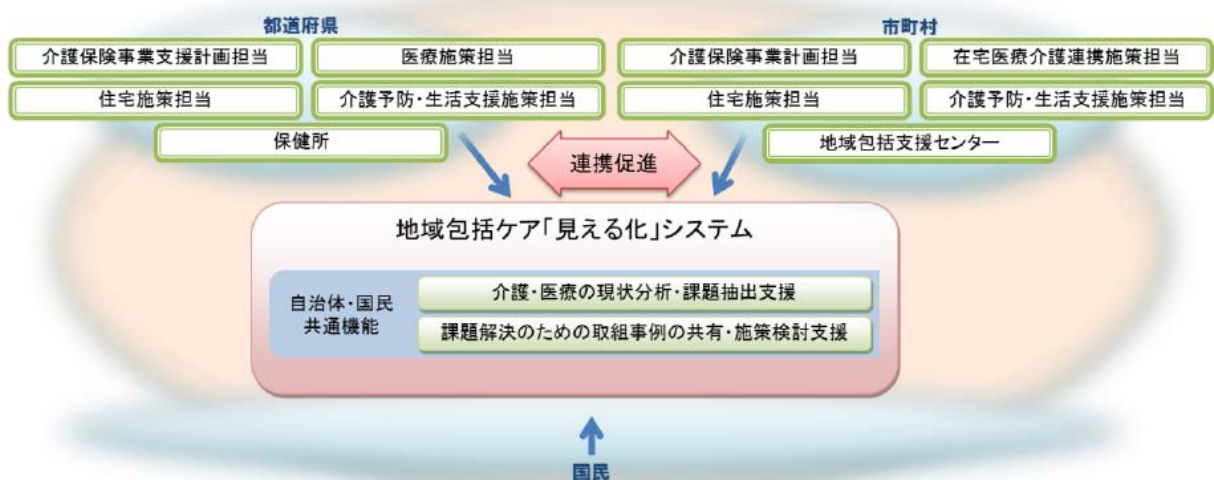 都道府県
市町村
介護保険事業支援計画担当
医療施策担当
介護保険事業計画担当
在宅医療介護連携施策担当
住宅施策担当
介護予防・生活支援施策担当
住宅施策担当
介護予防・生活支援施策担当
保健所
地域包括支援センター
連携促進
地域包括ケア「見える化」システム
自治体・国民
共通機能
介護・医療の現状分析・課題抽出支援
課題解決のための取組事例の共有・施策検討支援
国民